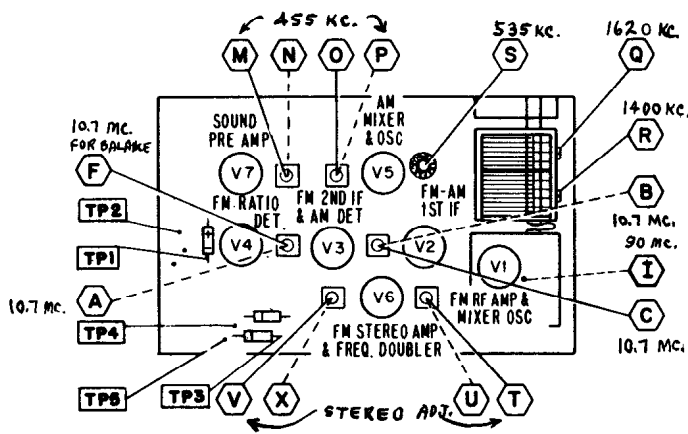 455 KC.
535 KC.
1620 KC.
M N O P S Q
1400 KC.
R
AM
MIXER
& OSC
SOUND
PRE AMP
10.7 MC.
FOR BALANCE
F
V7
V5
FM-AM
1ST IF
FM 2ND IF
& AM DET
FM-RATIO
DET.
B
10.7 MC.
TP2
TP1
V4
V3
V2
V1
90 MC.
I
A
10.7 MC.
V6
FM RF AMP &
MIXER OSC
C
10.7 MC.
TP4
FM STEREO AMP
& FREQ. DOUBLER
TP5
TP3
V X U T
STEREO ADJ.